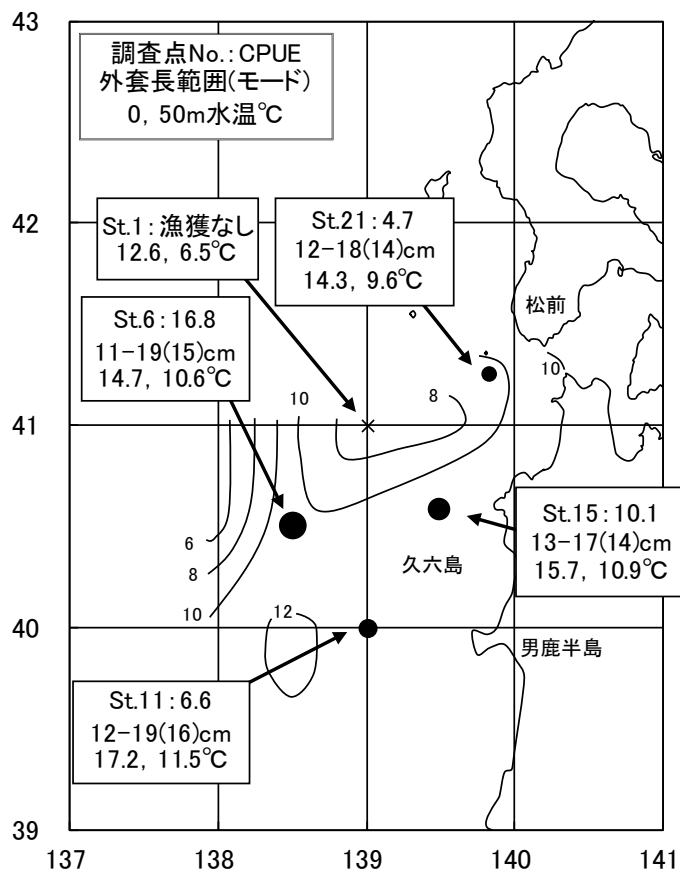 43
調査点No.：CPUE
外套長範囲(モード)
0，50m水温℃
42
St.1：漁獲なし
12.6，6.5℃
St.21：4.7
12-18(14)cm
14.3，9.6℃
松前
St.6：16.8
11-19(15)cm
14.7，10.6℃
10
10
8
41
6
8
10
久六島
St.15：10.1
13-17(14)cm
15.7，10.9℃
12
40
男鹿半島
St.11：6.6
12-19(16)cm
17.2，11.5℃
39
137
138
139
140
141